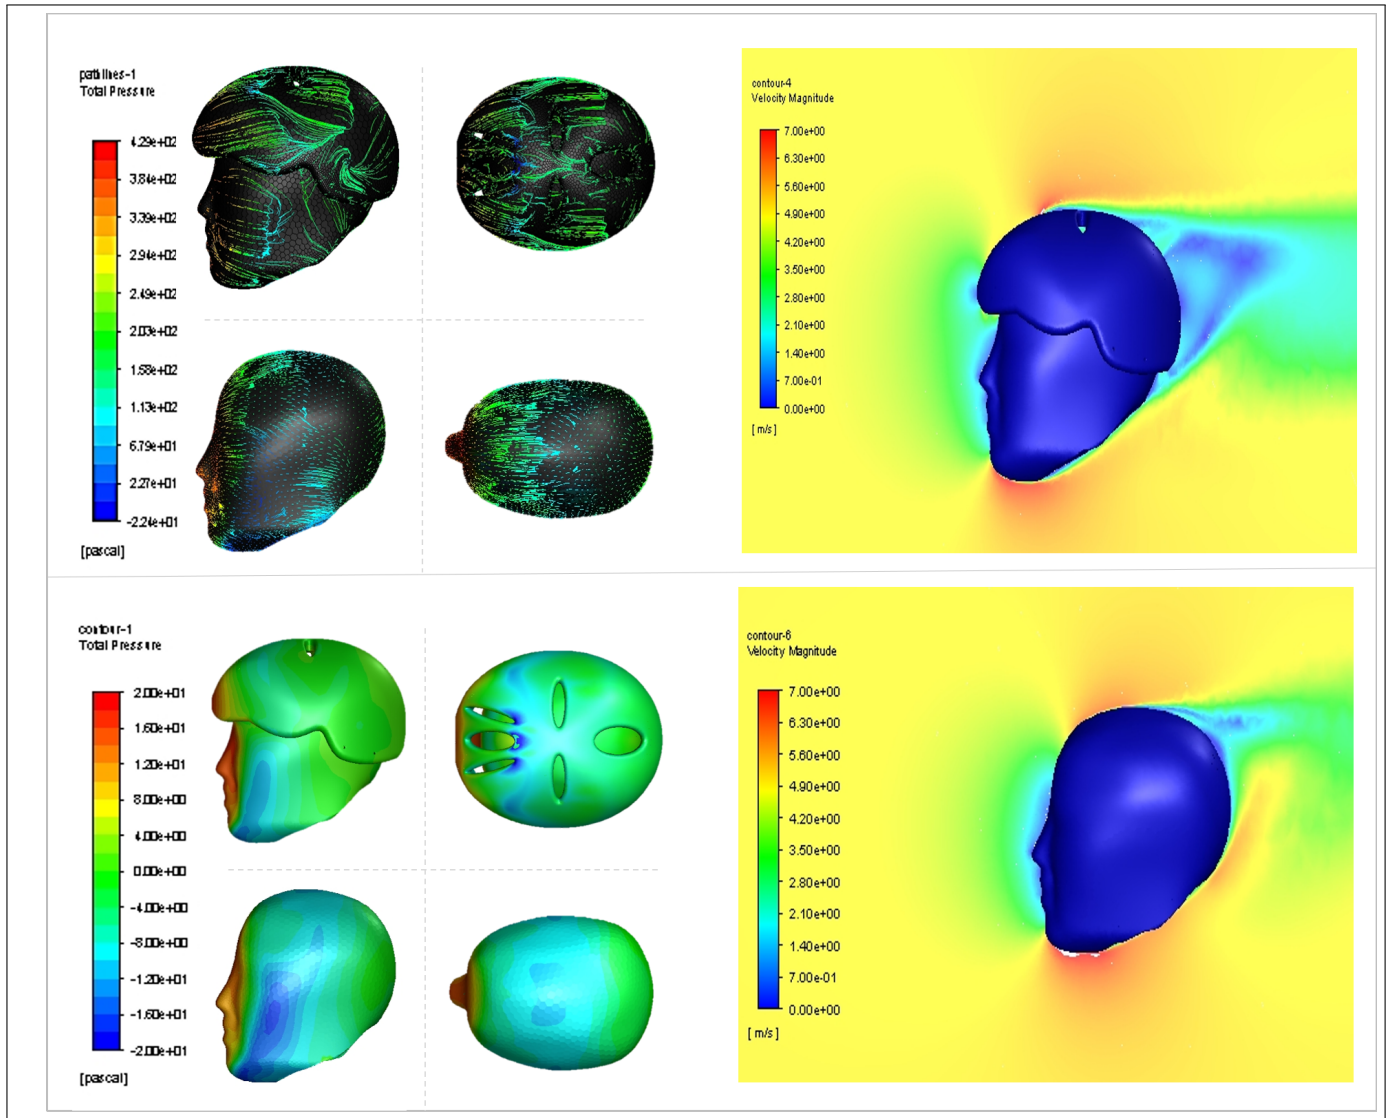 pathlines-1
Total Pressure
4.29e+02
3.84e+02
3.39e+02
2.94e+02
2.49e+02
2.03e+02
1.58e+02
1.13e+02
6.79e+01
2.27e+01
-2.24e+01
[pascal]
contour-4
Velocity Magnitude
7.00e+00
6.30e+00
5.60e+00
4.90e+00
4.20e+00
3.50e+00
2.80e+00
2.10e+00
1.40e+00
7.00e-01
0.00e+00
[ m/s ]
contour-1
Total Pressure
2.00e+01
1.60e+01
1.20e+01
8.00e+00
4.00e+00
0.00e+00
-4.00e+00
-8.00e+00
-1.20e+01
-1.60e+01
-2.00e+01
[pascal]
contour-6
Velocity Magnitude
7.00e+00
6.30e+00
5.60e+00
4.90e+00
4.20e+00
3.50e+00
2.80e+00
2.10e+00
1.40e+00
7.00e-01
0.00e+00
[ m/s ]